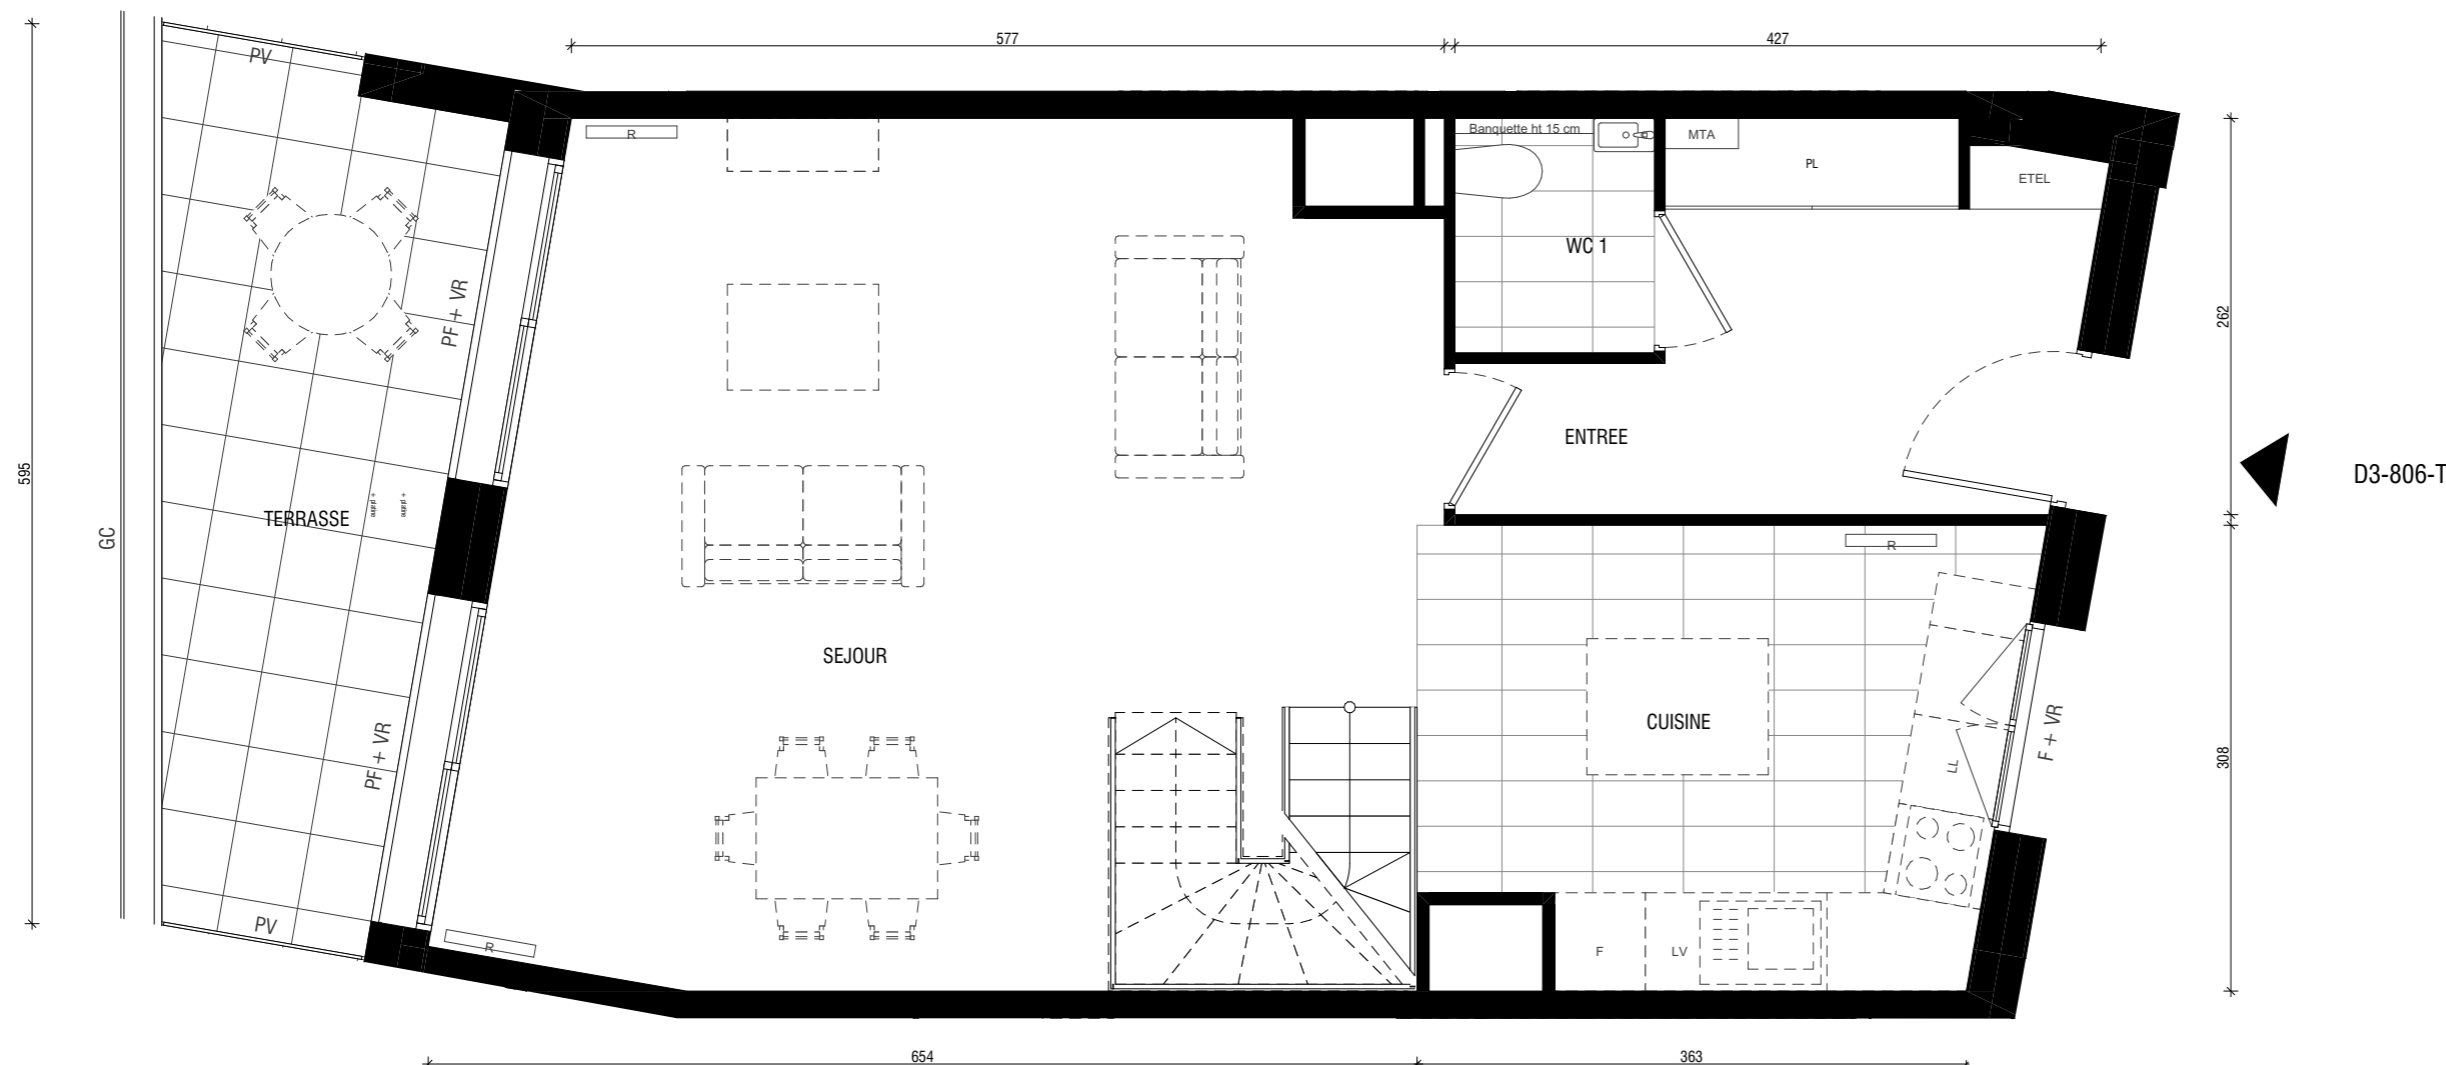 577
427
PV
R
Banquette ht 15 cm
MTA
PL
ETEL
WC 1
PF + VR
262
ENTREE
D3-806-T
595
GC
TERRASSE
R
SEJOUR
CUISINE
F + VR
PF + VR
LL
308
PV
R
F
LV
654
363